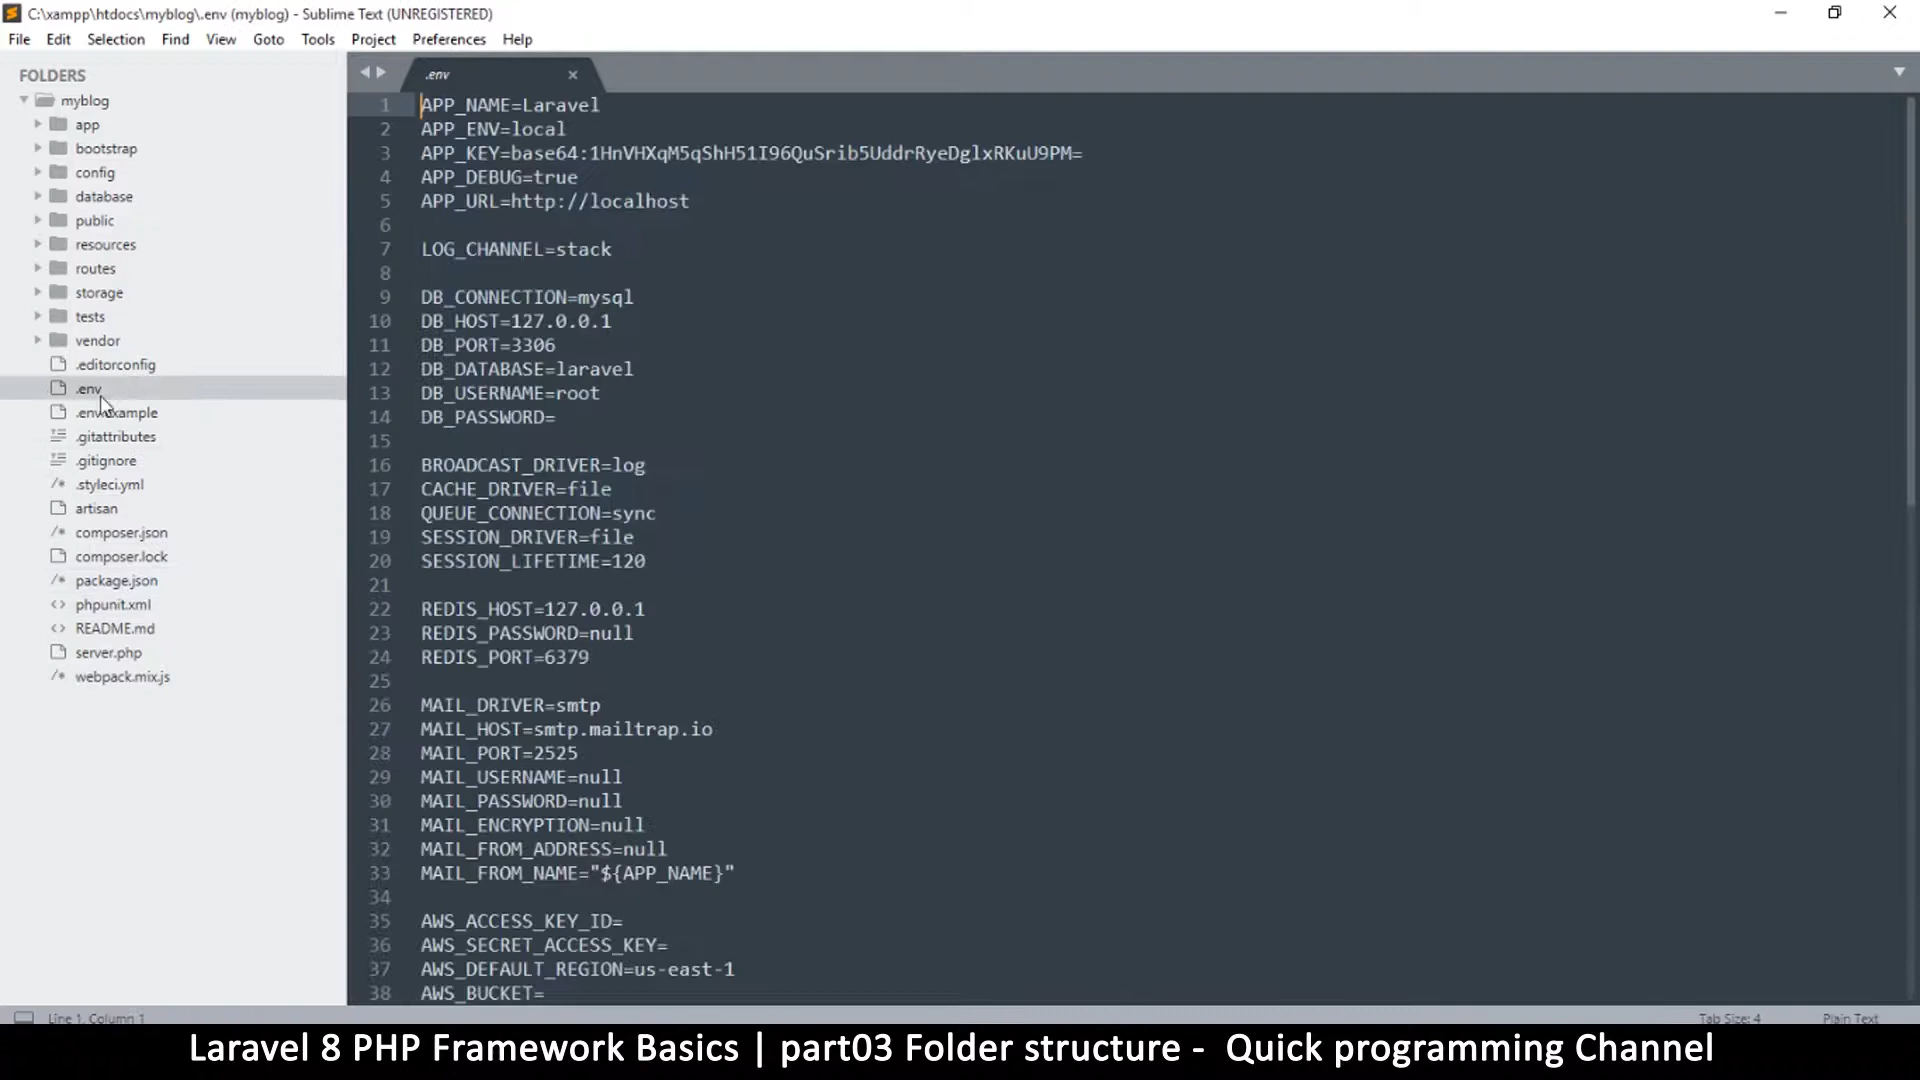 C:\xampp\htdocs\myblog\.env (myblog) - Sublime Text (UNREGISTERED)
File Edit Selection Find View Goto Tools Project Preferences Help
FOLDERS
myblog
app
bootstrap
config
database
public
resources
routes
storage
tests
vendor
.editorconfig
.env
.env.example
.gitattributes
.gitignore
.styleci.yml
artisan
composer.json
composer.lock
package.json
phpunit.xml
README.md
server.php
webpack.mix.js
.env
1 APP_NAME=Laravel
2 APP_ENV=local
3 APP_KEY=base64:1HnVHXqM5qShH51I96QuSrib5UddrRyeDglxRKuU9PM=
4 APP_DEBUG=true
5 APP_URL=http://localhost
6
7 LOG_CHANNEL=stack
8
9 DB_CONNECTION=mysql
10 DB_HOST=127.0.0.1
11 DB_PORT=3306
12 DB_DATABASE=laravel
13 DB_USERNAME=root
14 DB_PASSWORD=
15
16 BROADCAST_DRIVER=log
17 CACHE_DRIVER=file
18 QUEUE_CONNECTION=sync
19 SESSION_DRIVER=file
20 SESSION_LIFETIME=120
21
22 REDIS_HOST=127.0.0.1
23 REDIS_PASSWORD=null
24 REDIS_PORT=6379
25
26 MAIL_DRIVER=smtp
27 MAIL_HOST=smtp.mailtrap.io
28 MAIL_PORT=2525
29 MAIL_USERNAME=null
30 MAIL_PASSWORD=null
31 MAIL_ENCRYPTION=null
32 MAIL_FROM_ADDRESS=null
33 MAIL_FROM_NAME="${APP_NAME}"
34
35 AWS_ACCESS_KEY_ID=
36 AWS_SECRET_ACCESS_KEY=
37 AWS_DEFAULT_REGION=us-east-1
38 AWS_BUCKET=
Line 1, Column 1 Tab Size: 4 Plain Text
Laravel 8 PHP Framework Basics | part03 Folder structure - Quick programming Channel